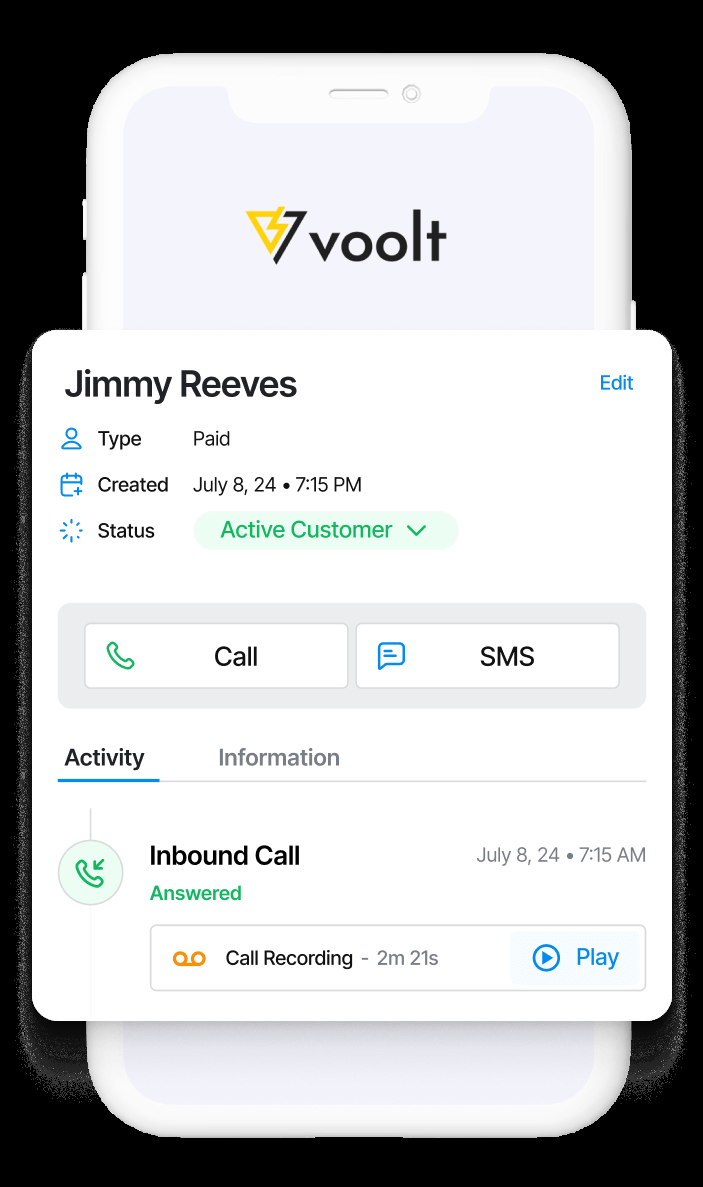 voolt
Jimmy Reeves Edit
Type Paid
Created July 8, 24 • 7:15 PM
Status Active Customer
Call SMS
Activity Information
Inbound Call July 8, 24 • 7:15 AM
Answered
Call Recording - 2m 21s Play